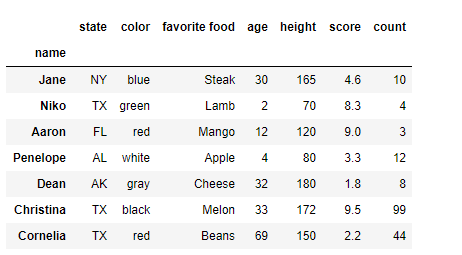 state color favorite food age height score count
name
Jane NY blue Steak 30 165 4.6 10
Niko TX green Lamb 2 70 8.3 4
Aaron FL red Mango 12 120 9.0 3
Penelope AL white Apple 4 80 3.3 12
Dean AK gray Cheese 32 180 1.8 8
Christina TX black Melon 33 172 9.5 99
Cornelia TX red Beans 69 150 2.2 44